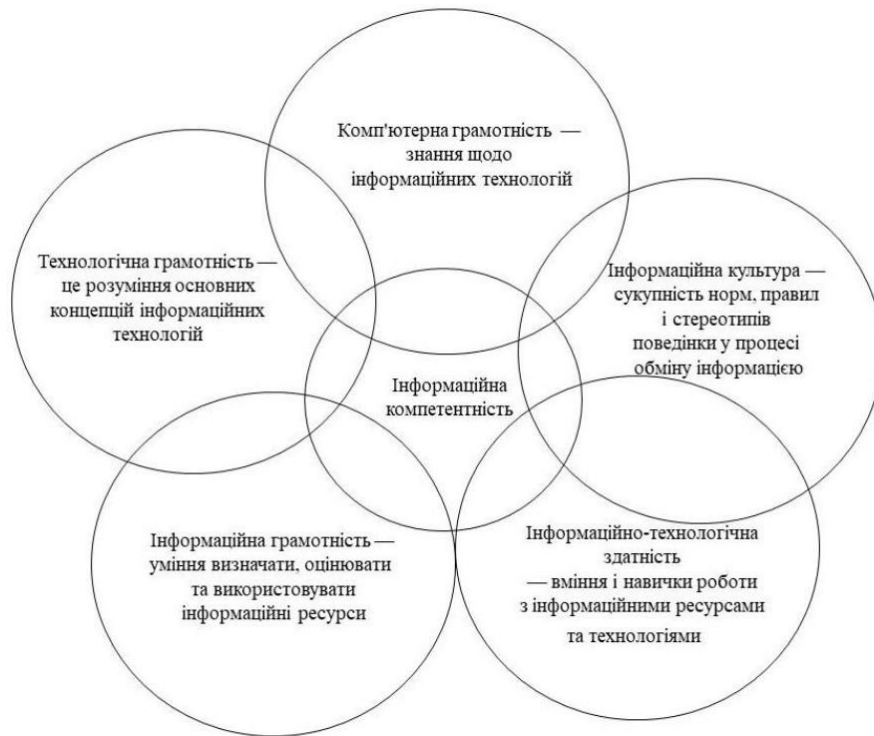 Комп'ютерна грамотність —
знання щодо
інформаційних технологій
Технологічна грамотність —
це розуміння основних
концепцій інформаційних
технологій
Інформаційна культура —
сукупність норм, правил
і стереотипів
поведінки у процесі
обміну інформацією
Інформаційна
компетентність
Інформаційна грамотність —
уміння визначати, оцінювати
та використовувати
інформаційні ресурси
Інформаційно-технологічна
здатність
— вміння і навички роботи
з інформаційними ресурсами
та технологіями